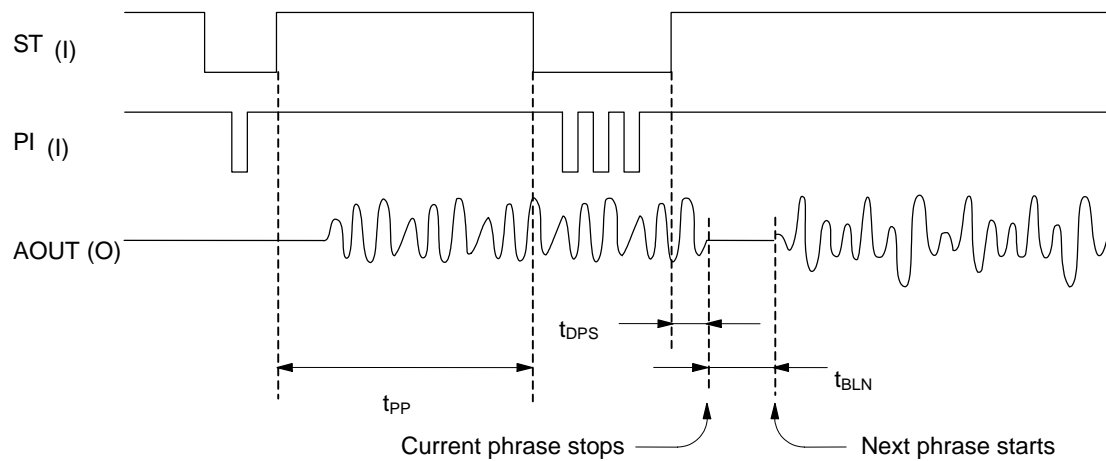 ST (I)
PI (I)
AOUT (O)
tDPS
tBLN
tPP
Current phrase stops
Next phrase starts